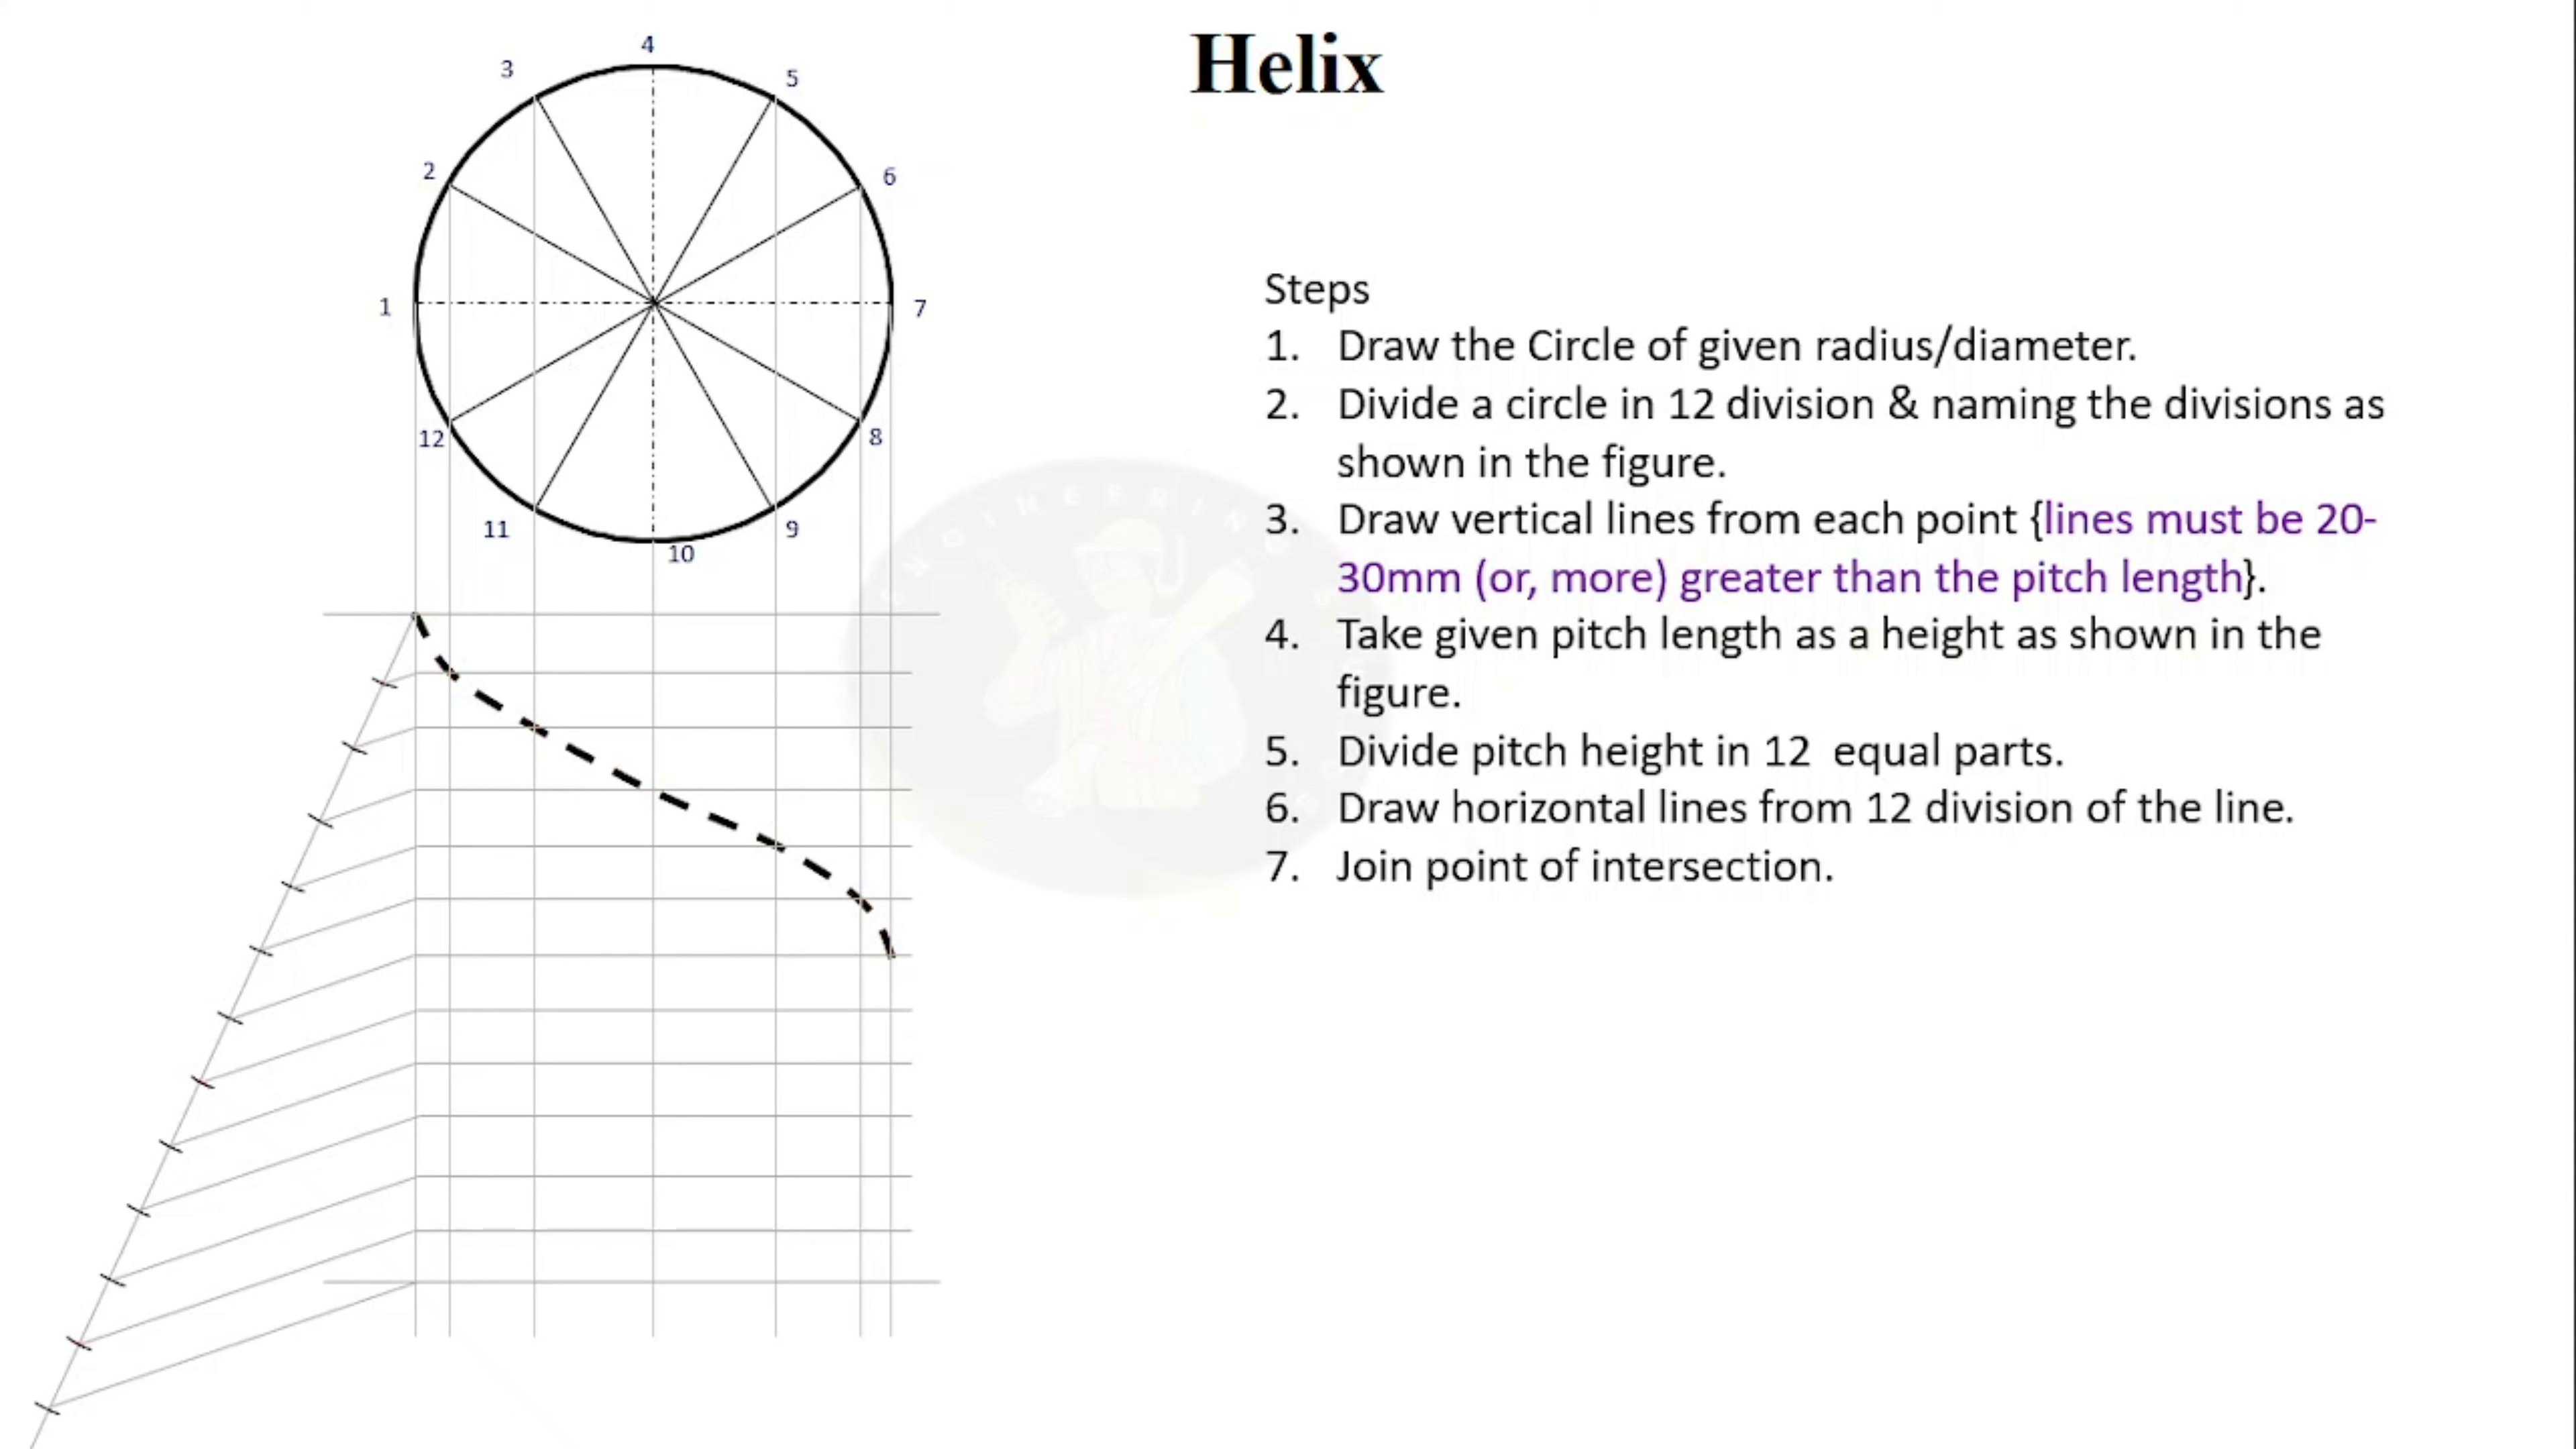 Helix
4
3
5
2
6
1
7
12
8
11
9
10
Steps
1. Draw the Circle of given radius/diameter.
2. Divide a circle in 12 division & naming the divisions as
shown in the figure.
3. Draw vertical lines from each point {lines must be 20-
30mm (or, more) greater than the pitch length}.
4. Take given pitch length as a height as shown in the
figure.
5. Divide pitch height in 12 equal parts.
6. Draw horizontal lines from 12 division of the line.
7. Join point of intersection.
ENGINEERING